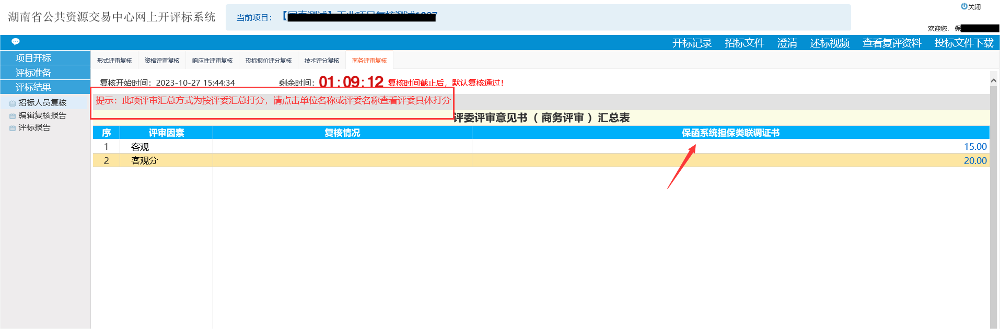 湖南省公共资源交易中心网上开评标系统
当前项目：
关闭
欢迎您， 保
开标记录 招标文件 澄清 述标视频 查看复评资料 投标文件下载
项目开标
评标准备
评标结果
招标人员复核
编辑复核报告
评标报告
形式评审复核 资格评审复核 响应性评审复核 投标报价评分复核 技术评分复核 商务评审复核
复核开始时间：2023-10-27 15:44:34 剩余时间：01:09:12 复核时间截止后，默认复核通过！
提示：此项评审汇总方式为按评委汇总打分，请点击单位名称或评委名称查看评委具体打分
评委评审意见书（ 商务评审 ）汇总表
序 评审因素 复核情况 保函系统担保类联调证书
1 客观 15.00
2 客观分 20.00